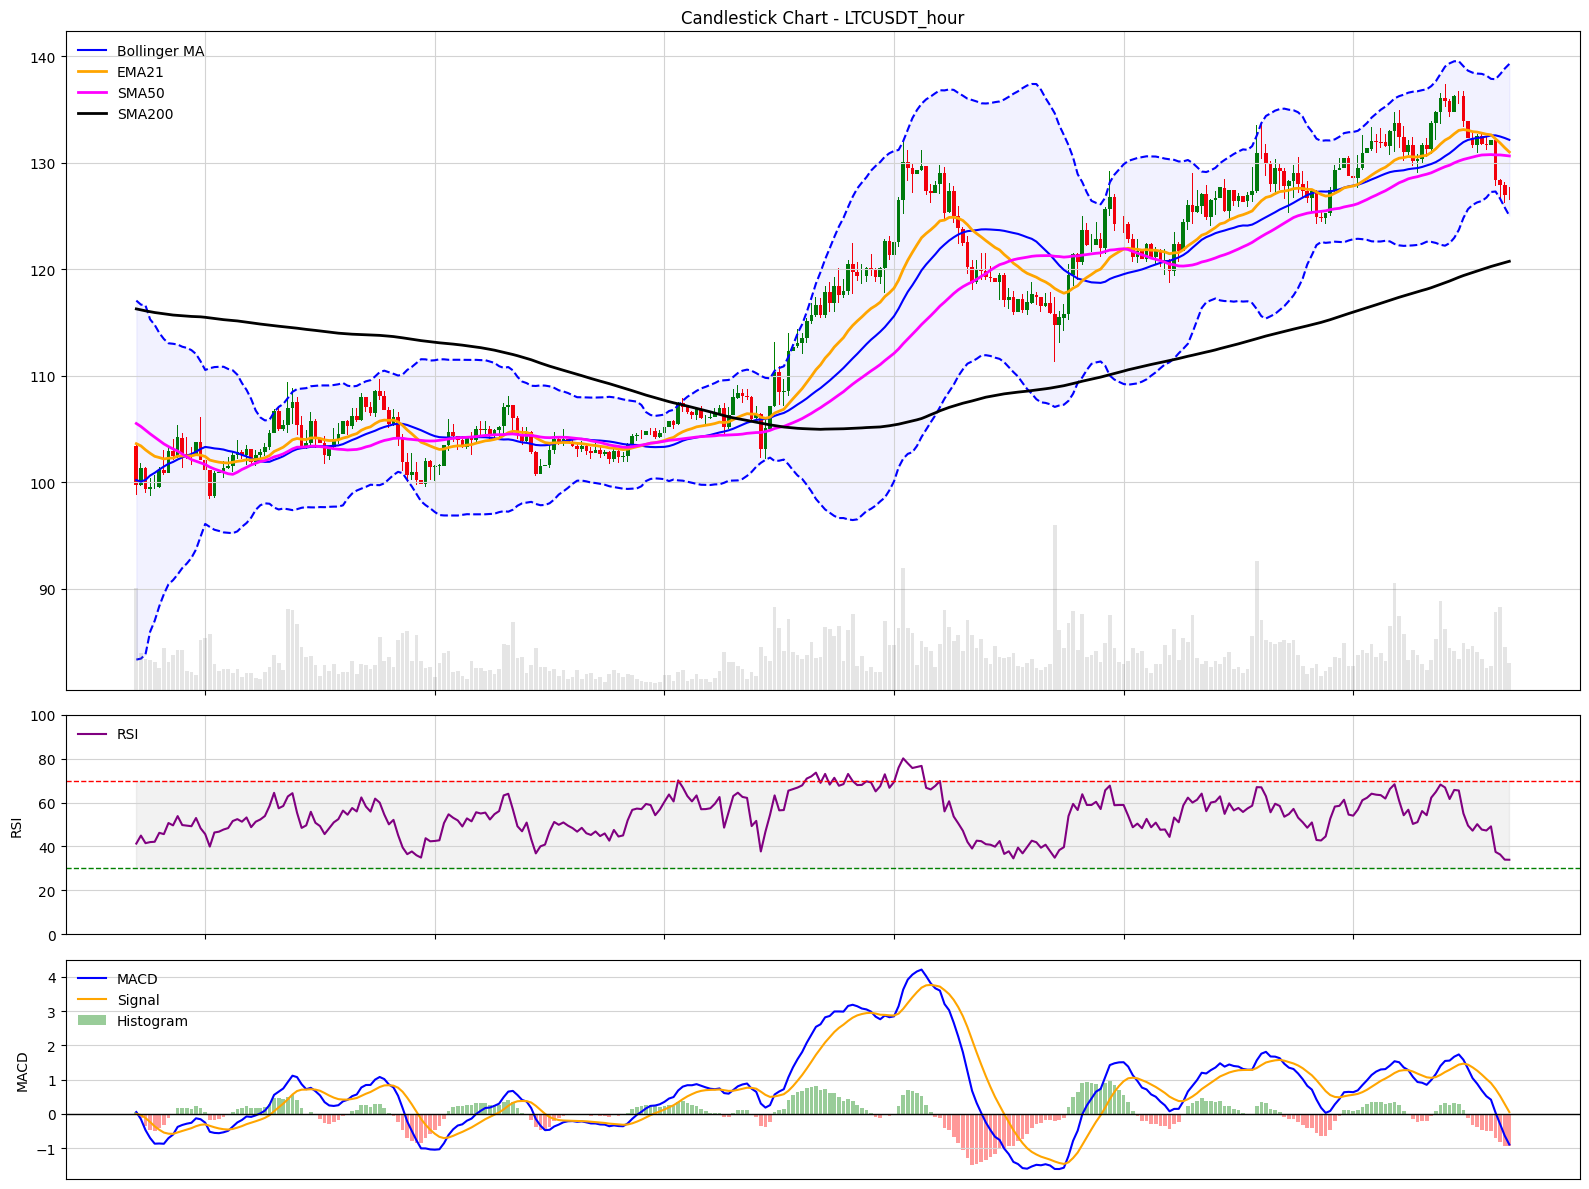 Candlestick Chart - LTCUSDT_hour
Bollinger MA
EMA21
SMA50
SMA200
140
130
120
110
100
90
RSI
100
80
60
40
20
0
RSI
MACD
Signal
Histogram
4
3
2
1
0
−1
MACD